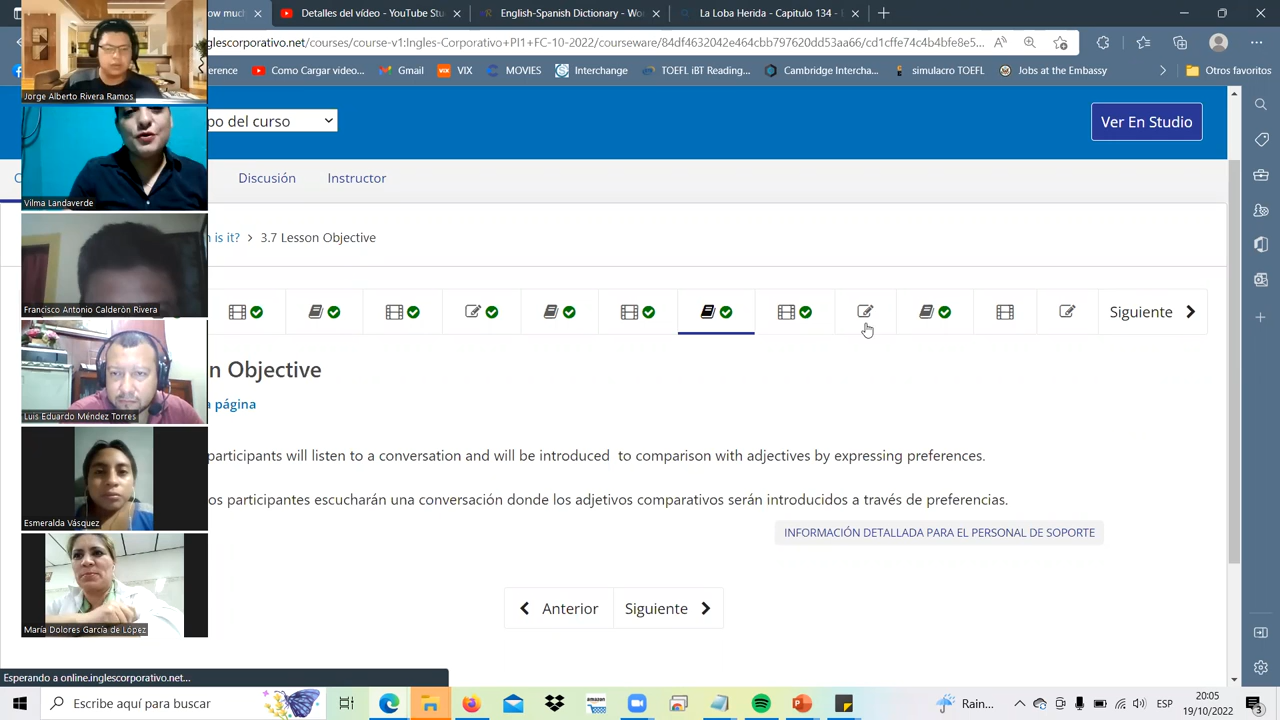 ow much
Detalles del vídeo - YouTube Stu
English
tionary - Wo
La Loba Herida - Capitulo 134 -
glescorporativo.net/courses/course-v1:Ingles-Corporativo+PI1+FC-10-2022/courseware/84df4632042e464cbb797620dd53aa66/cd1cffe74c4b4bfe8e5...
ference
Como Cargar video...
Gmail
VIX
MOVIES
Interchange
TOEFL iBT Reading...
Cambridge Intercha...
simulacro TOEFL
Jobs at the Embassy
Otros favoritos
Jorge Alberto Rivera Ramos
po del curso
Ver En Studio
Discusión
Instructor
Vilma Landaverde
h is it? > 3.7 Lesson Objective
Francisco Antonio Calderón Rivera
Siguiente
n Objective
a página
Luis Eduardo Méndez Torres
participants will listen to a conversation and will be introduced to comparison with adjectives by expressing preferences.
os participantes escucharán una conversación donde los adjetivos comparativos serán introducidos a través de preferencias.
Esmeralda Vásquez
INFORMACIÓN DETALLADA PARA EL PERSONAL DE SOPORTE
Anterior
Siguiente
María Dolores García de López
Esperando a online.inglescorporativo.net...
Escribe aquí para buscar
amazon
Rain...
ESP
20:05
19/10/2022
3